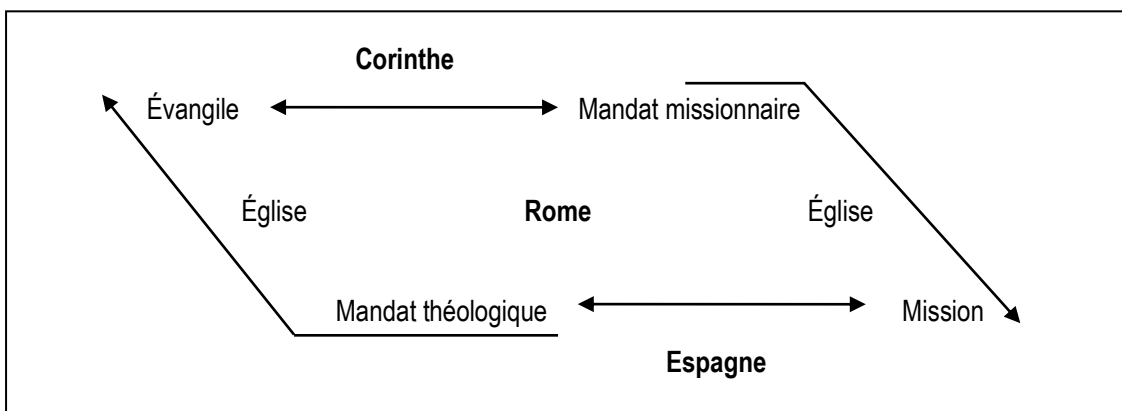 Corinthe
Évangile Mandat missionnaire
Église Rome Église
Mandat théologique Mission
Espagne